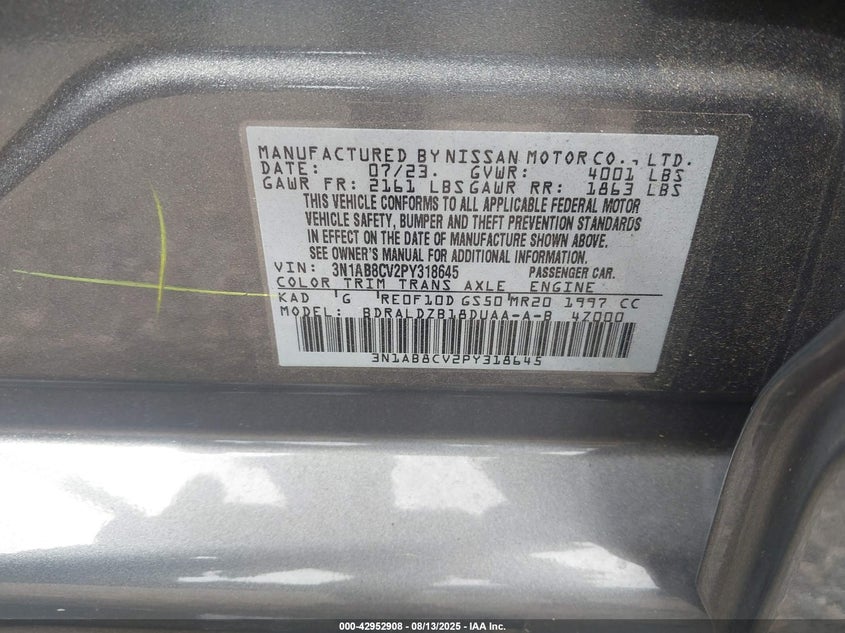 MANUFACTURED BY NISSAN MOTOR CO., LTD.
DATE: 07/23. GVWR: 4001 LBS
GAWR FR: 2161 LBS GAWR RR: 1863 LBS
THIS VEHICLE CONFORMS TO ALL APPLICABLE FEDERAL MOTOR
VEHICLE SAFETY, BUMPER AND THEFT PREVENTION STANDARDS
IN EFFECT ON THE DATE OF MANUFACTURE SHOWN ABOVE.
SEE OWNER'S MANUAL FOR ADDITIONAL INFORMATION.
VIN: 3N1AB8CV2PY318645 PASSENGER CAR.
COLOR TRIM TRANS AXLE ENGINE
KAD G RE0F10D GS50 MR20 1997 CC
MODEL: BDRALDZB18DUAA-A-B 4Z000
3N1AB8CV2PY318645
000-42952908 - 08/13/2025 - IAA Inc.